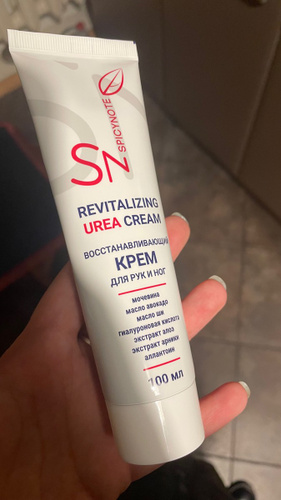 SN
SPICYNOTE
REVITALIZING
UREA CREAM
ВОССТАНАВЛИВАЮЩИЙ
КРЕМ
ДЛЯ РУК И НОГ
мочевина
масло авокадо
масло ши
гиалуроновая кислота
экстракт алоэ
экстракт арники
аллантоин
100 мл